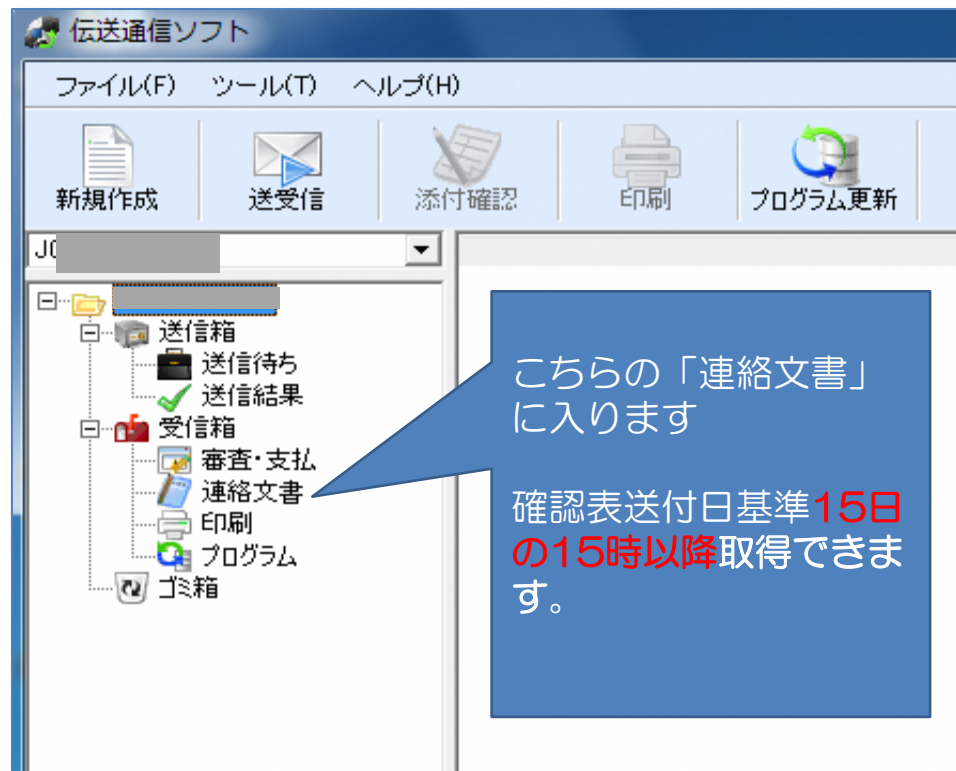 伝送通信ソフト
ファイル(F) ツール(T) ヘルプ(H)
新規作成 送受信 添付確認 印刷 プログラム更新
送信箱
送信待ち
送信結果
受信箱
審査・支払
連絡文書
印刷
プログラム
ゴミ箱
こちらの「連絡文書」
に入ります
確認表送付日基準15日
の15時以降取得できま
す。